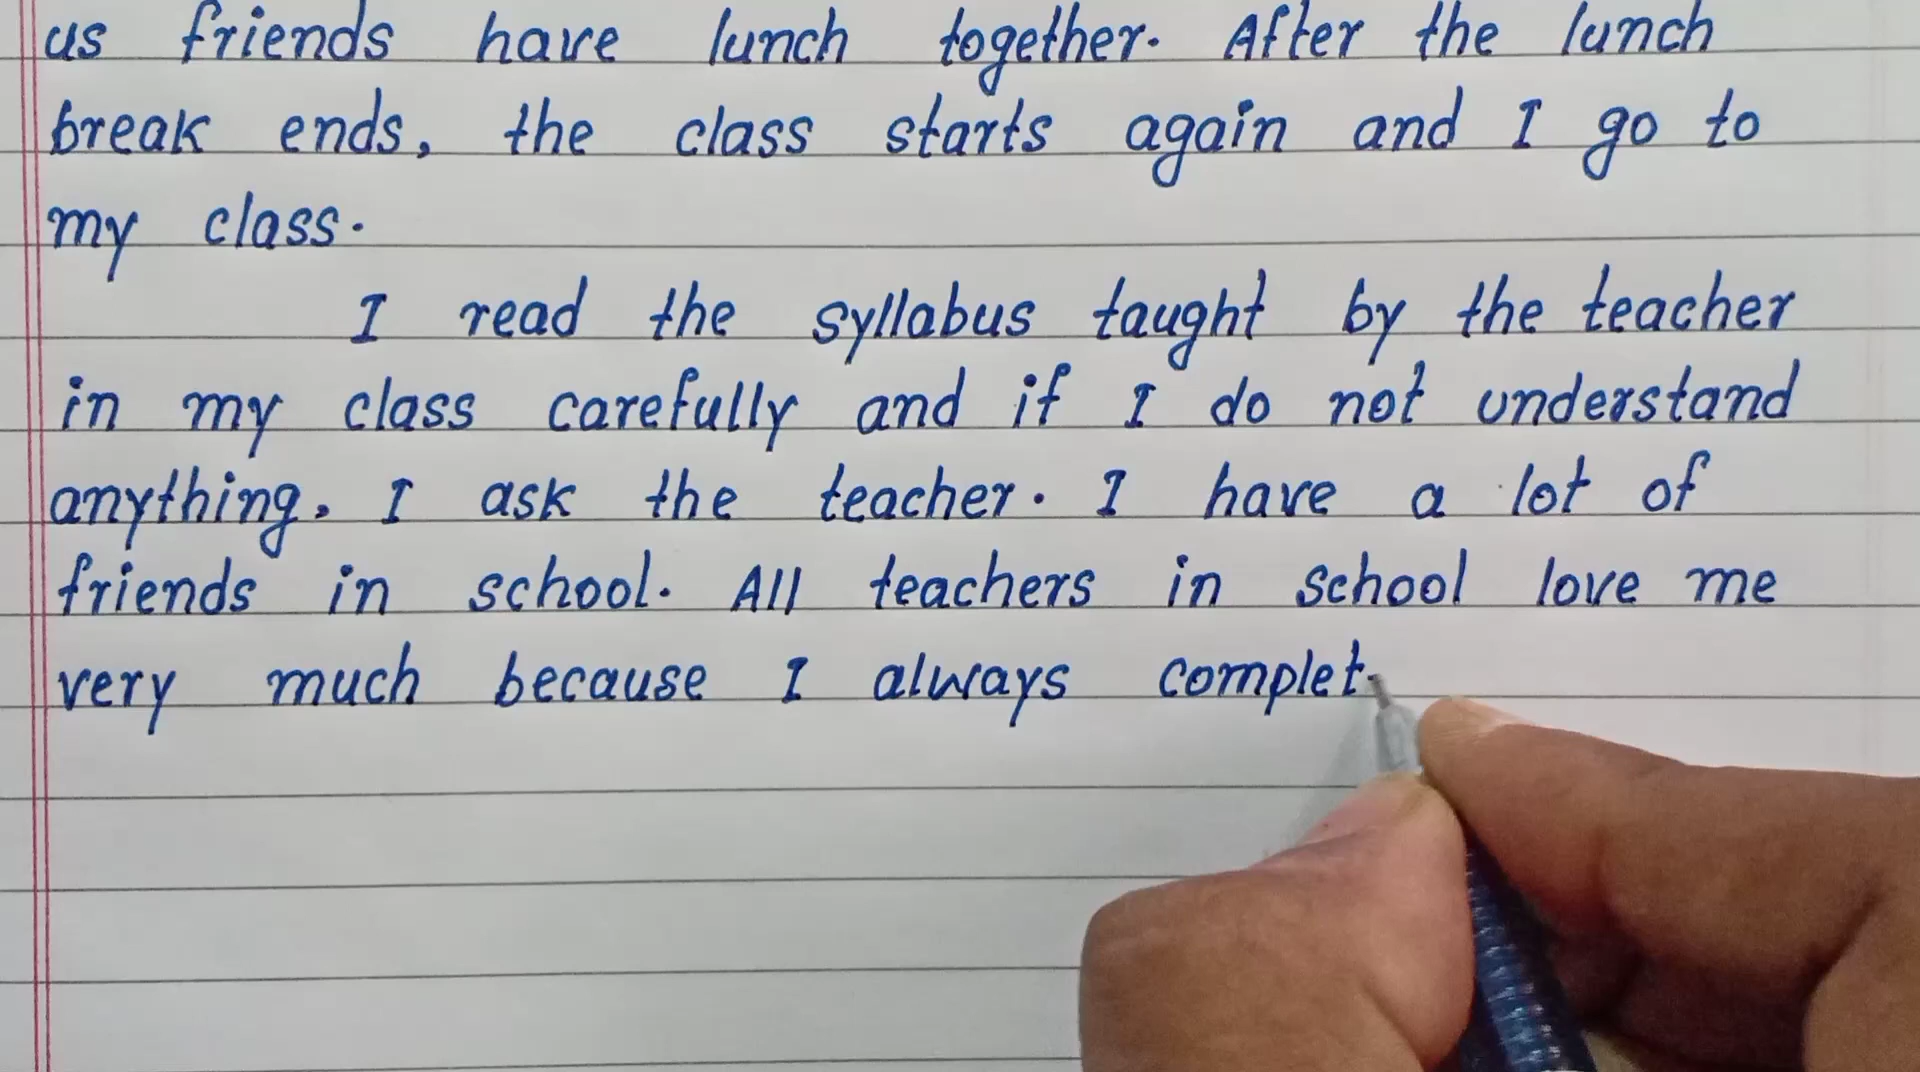 us friends have lunch together. After the lunch
break ends, the class starts again and I go to
my class.
I read the syllabus taught by the teacher
in my class carefully and if I do not understand
anything, I ask the teacher. I have a lot of
friends in school. All teachers in school love me
very much because I always complet